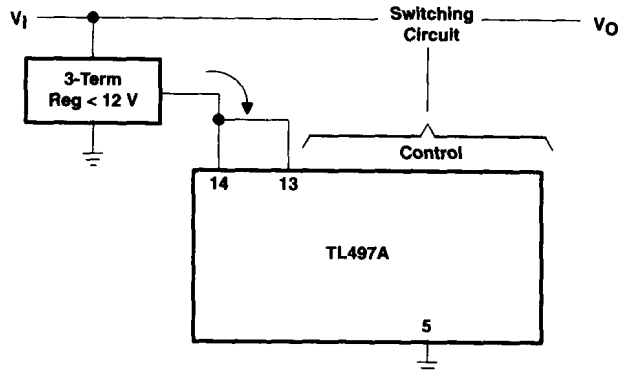 Switching
Circuit
VI
VO
3-Term
Reg < 12 V
Control
14
13
TL497A
5